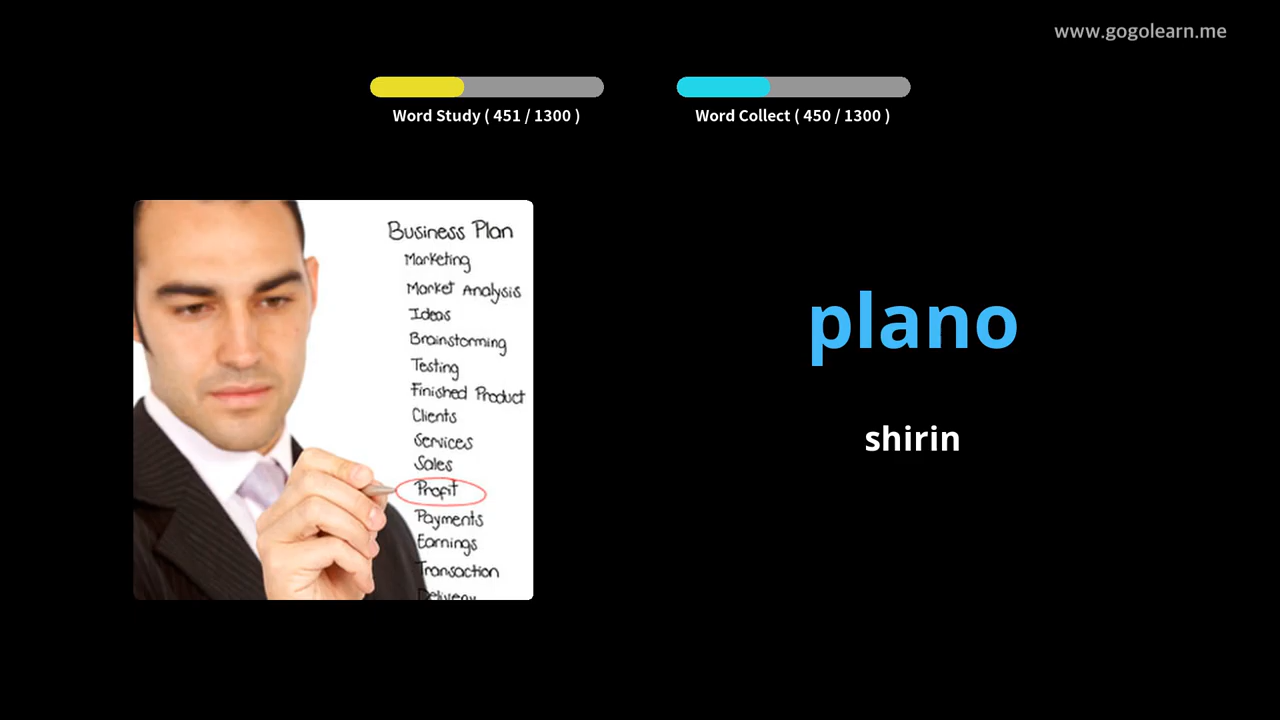 www.gogolearn.me
Word Study ( 451 / 1300 )
Word Collect ( 450 / 1300 )
Business Plan
Marketing
Market Analysis
Ideas
Brainstorming
Testing
Finished Product
Clients
Services
Sales
Profit
Payments
Earnings
Transaction
Delivery
plano
shirin